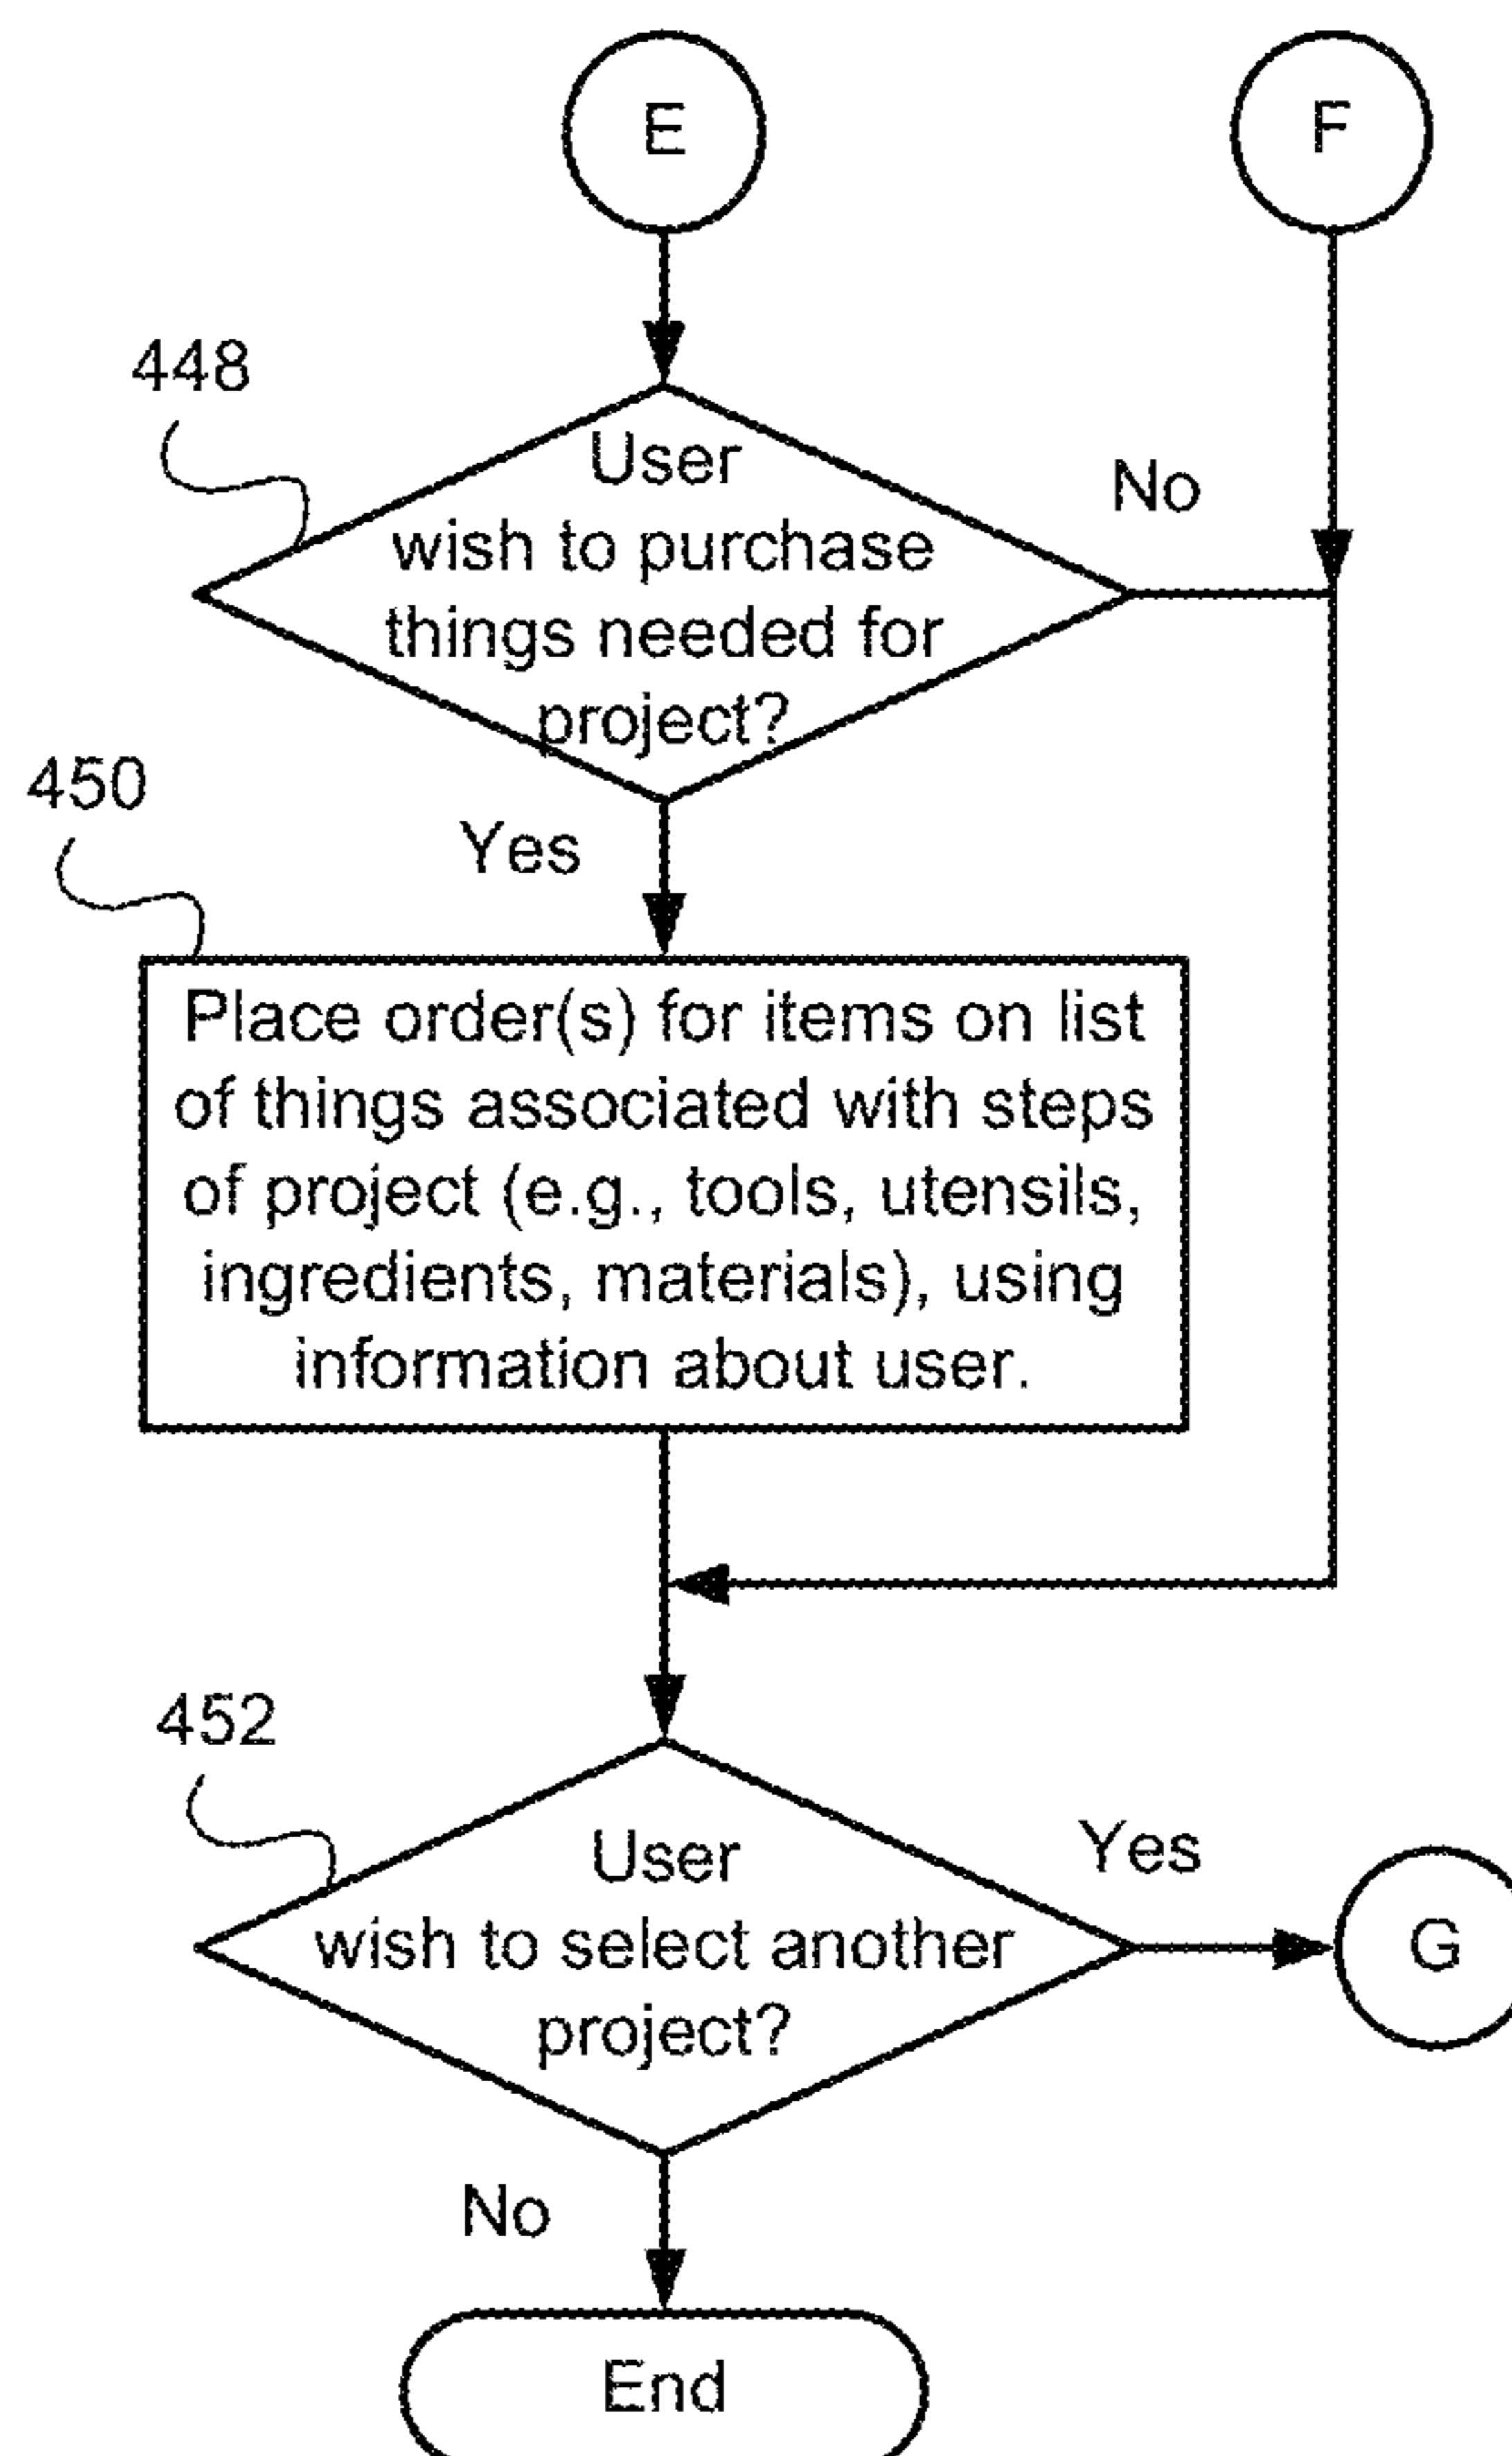 E
F
448
User
wish to purchase
things needed for
project?
No
Yes
450
Place order(s) for items on list
of things associated with steps
of project (e.g., tools, utensils,
ingredients, materials), using
information about user.
452
User
wish to select another
project?
Yes
G
No
End